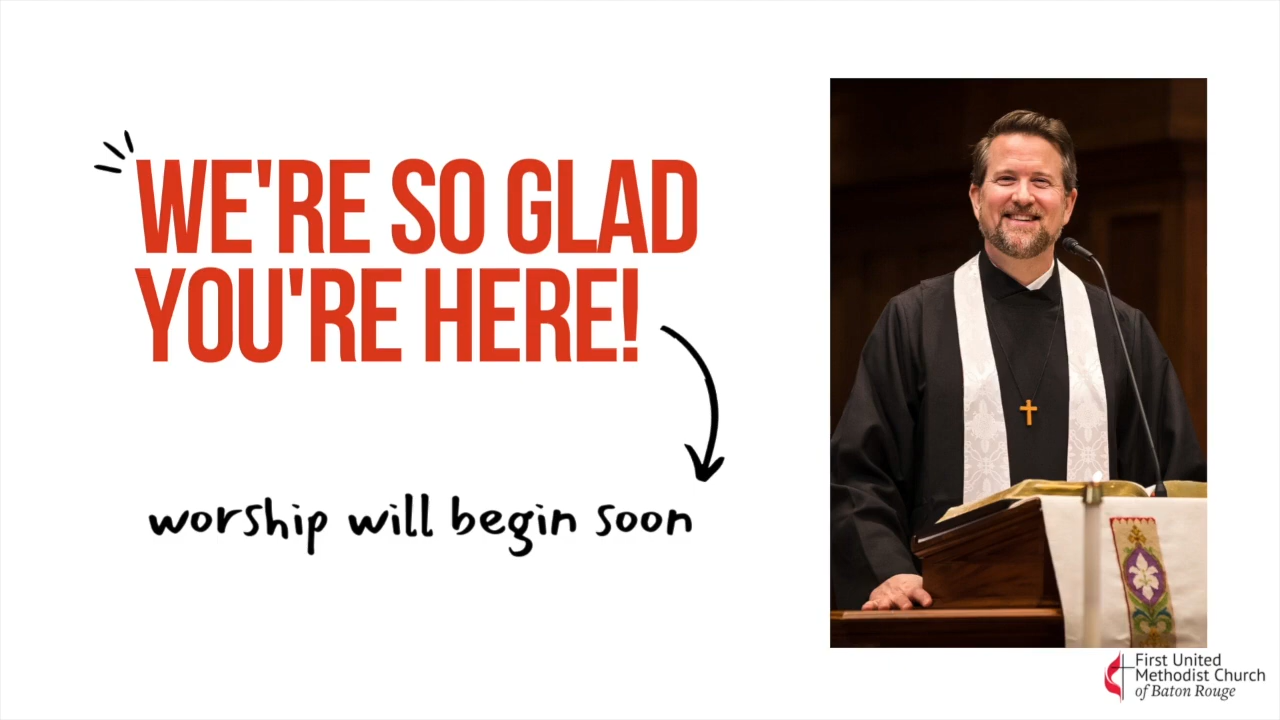 WE'RE SO GLAD
YOU'RE HERE!
worship will begin soon
First United
Methodist Church
of Baton Rouge